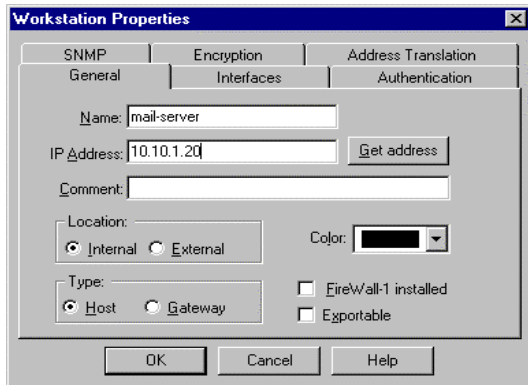 Workstation Properties
SNMP Encryption Address Translation
General Interfaces Authentication
Name: mail-server
IP Address: 10.10.1.20 Get address
Comment:
Location:
Internal External
Color:
Type:
Host Gateway
FireWall-1 installed
Exportable
OK Cancel Help